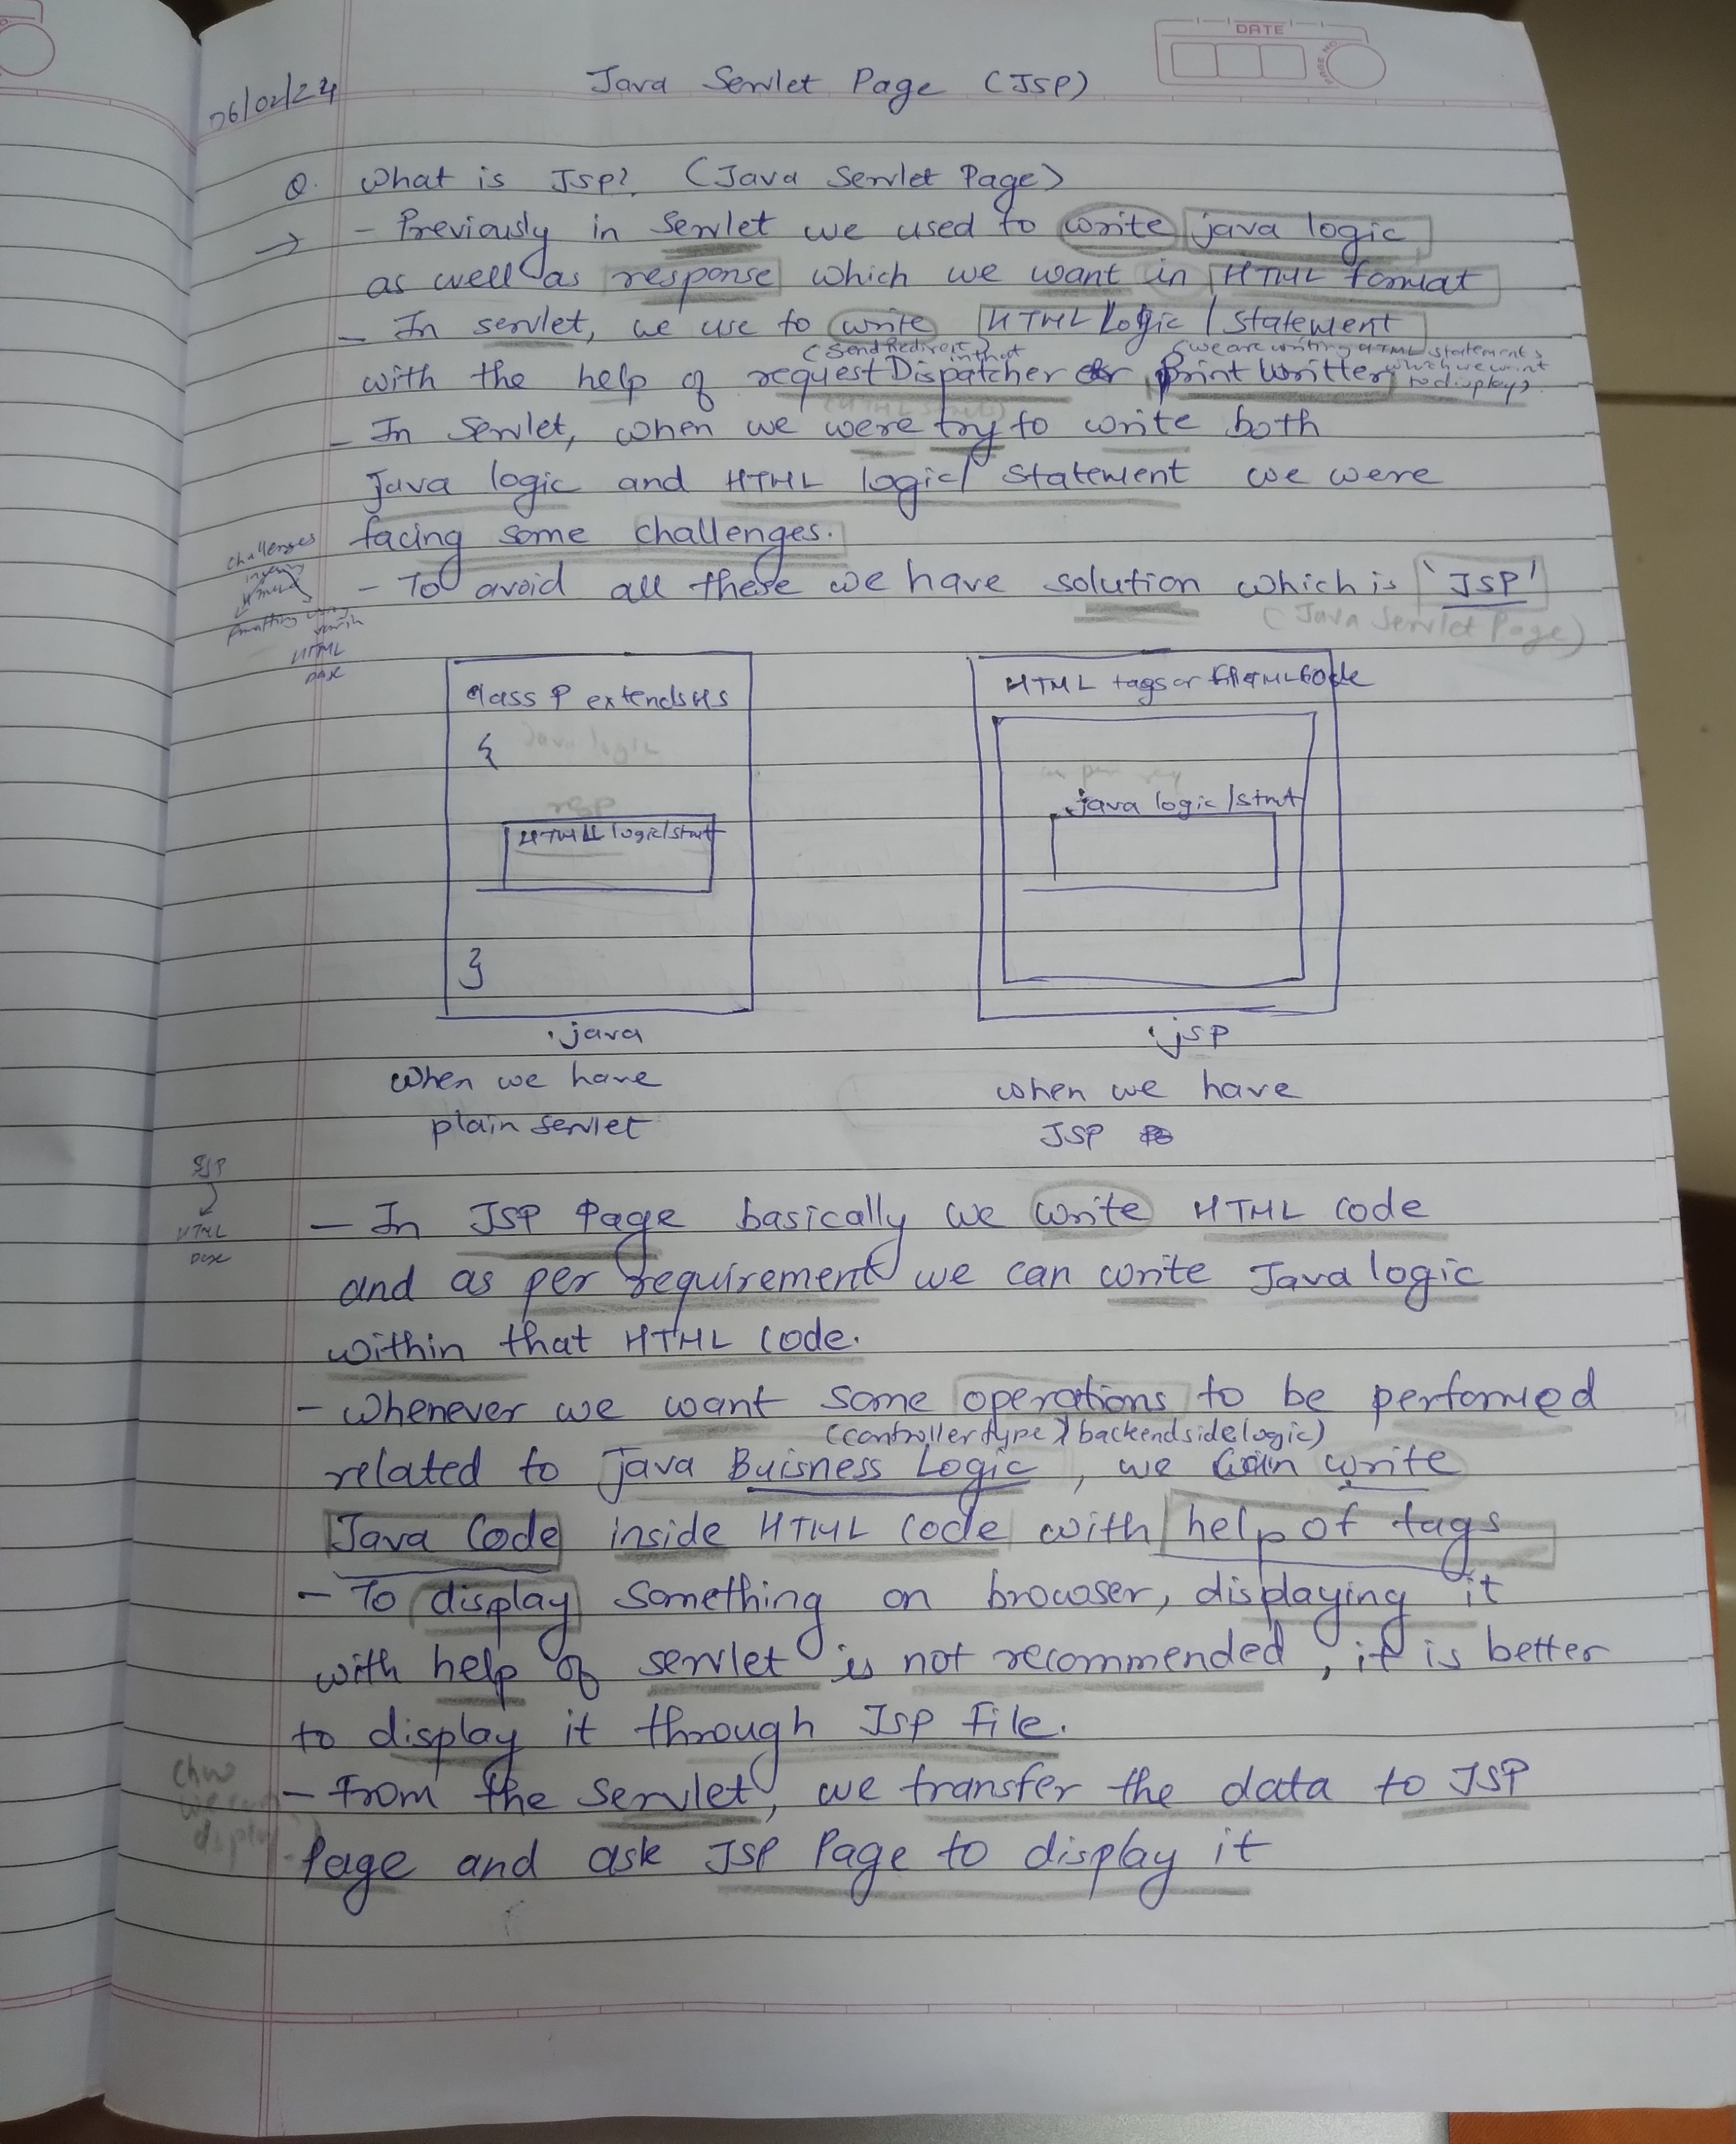 DATE
PAGE NO.
06/02/24
Java Servlet Page (JSP)
Q. What is JSP? (Java Servlet Page)
→ - Previously in Servlet we used to write java logic
as well as response which we want in HTML format
- In servlet, we use to write HTML logic / statement
(SendRedirect) in that
(we are writing HTML statements
with the help of requestDispatcher or Print Writter
which we want
to display)
- In Servlet, when we were try to write both
java logic and HTML logic/ statement we were
facing some challenges.
challenges
- To avoid all these we have solution which is 'JSP'
(Java Servlet Page)
HTML
class P extends HS
{ Java logic
resp
HTML logic/stmt
}
.java
when we have
plain servlet
HTML tags or HTML code
as per req
java logic/stmt
.jsp
when we have
JSP
JSP
HTML
- In JSP Page basically we write HTML code
and as per requirement we can write Java logic
within that HTML code.
- Whenever we want some operations to be performed
(controller type / backend side logic)
related to java Buisness Logic, we can write
Java Code inside HTML code with help of tags
- To display something on browser, displaying it
with help of servlet is not recommended, it is better
to display it through Jsp file.
- From the servlet, we transfer the data to JSP
Page and ask JSP Page to display it
we can
display